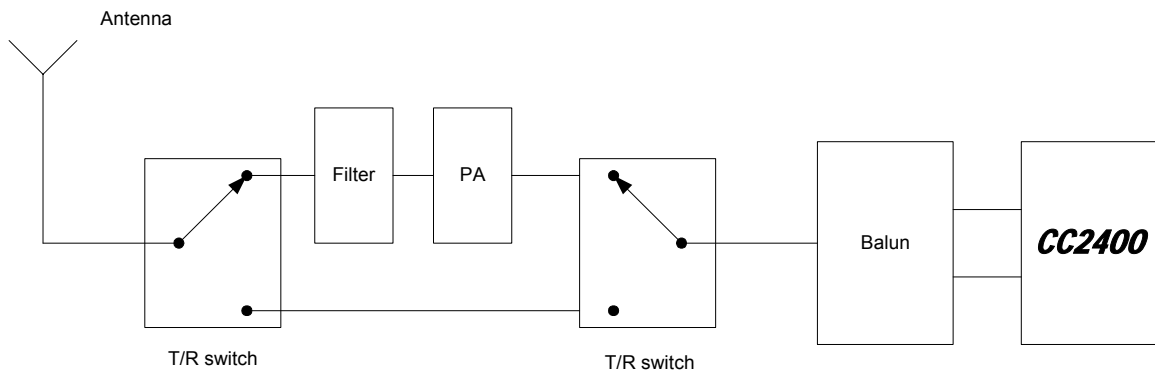 Antenna
Filter
PA
Balun
CC2400
T/R switch
T/R switch